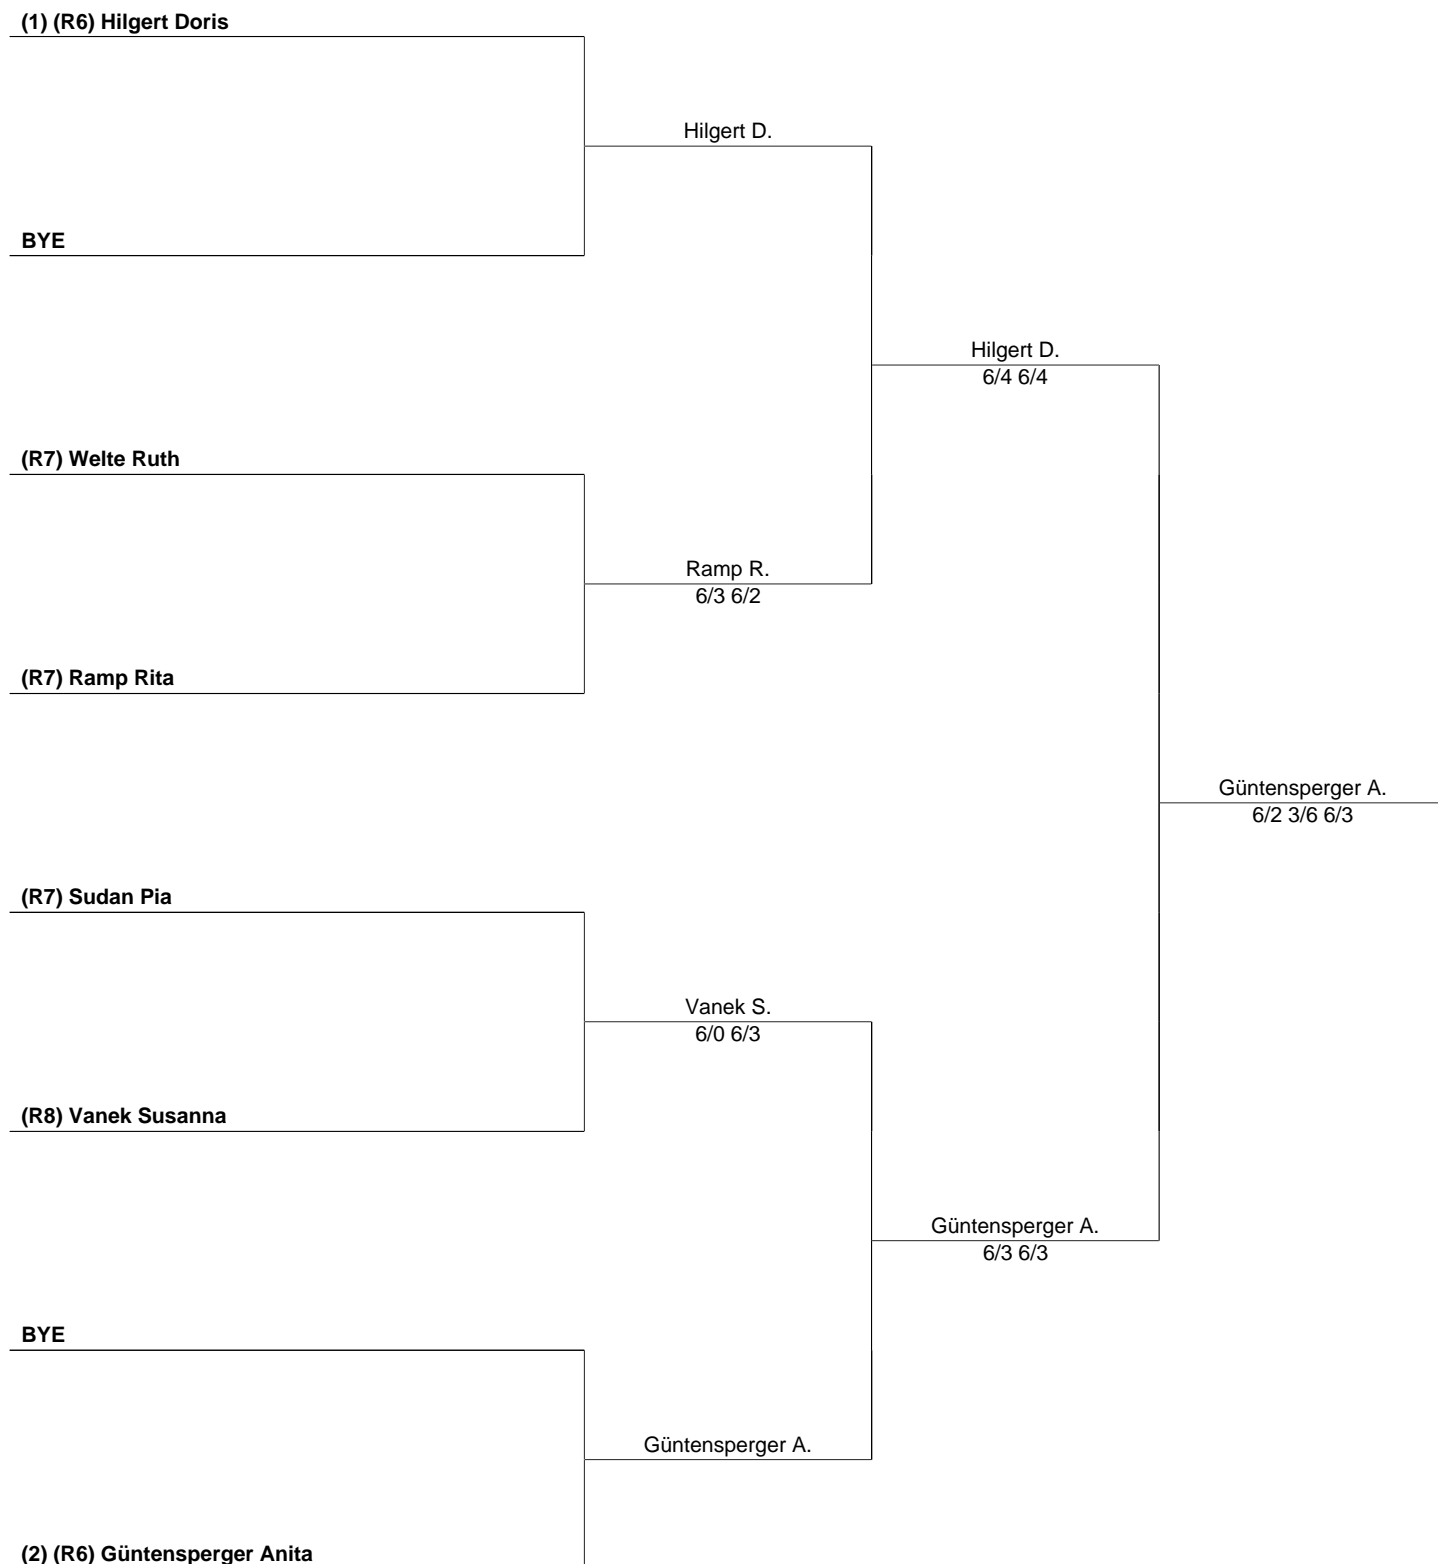 (1) (R6) Hilgert Doris
Hilgert D.
BYE
Hilgert D.
6/4 6/4
(R7) Welte Ruth
Ramp R.
6/3 6/2
(R7) Ramp Rita
Güntensperger A.
6/2 3/6 6/3
(R7) Sudan Pia
Vanek S.
6/0 6/3
(R8) Vanek Susanna
Güntensperger A.
6/3 6/3
BYE
Güntensperger A.
(2) (R6) Güntensperger Anita